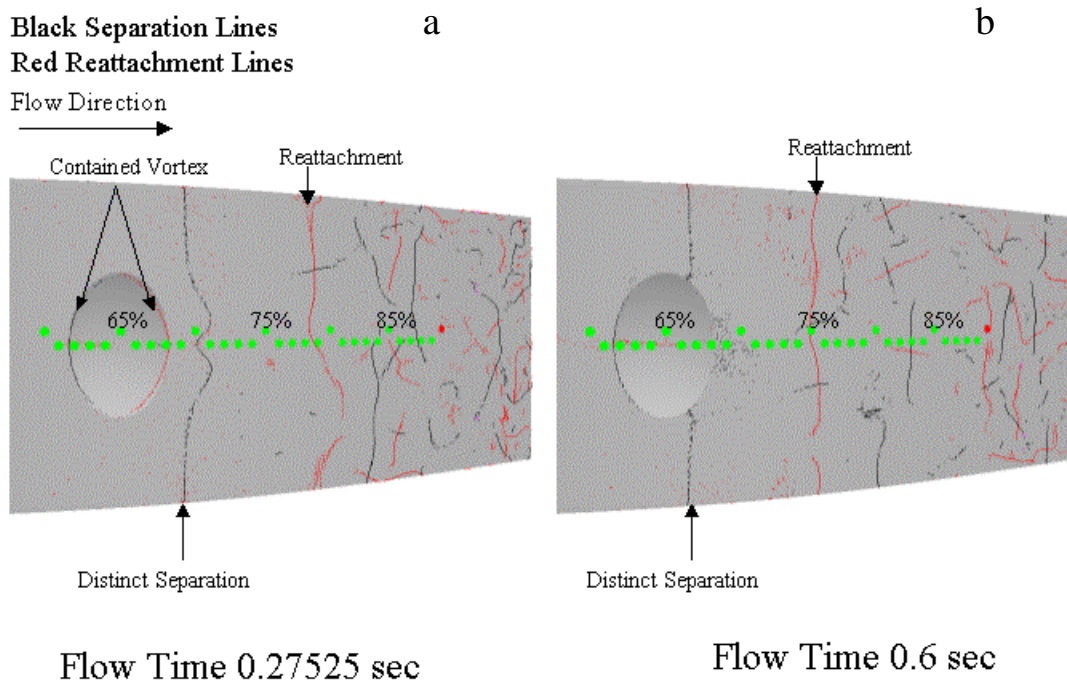 Black Separation Lines
Red Reattachment Lines
Flow Direction
a
Contained Vortex
Reattachment
65%
75%
85%
Distinct Separation
Flow Time 0.27525 sec
b
Reattachment
65%
75%
85%
Distinct Separation
Flow Time 0.6 sec